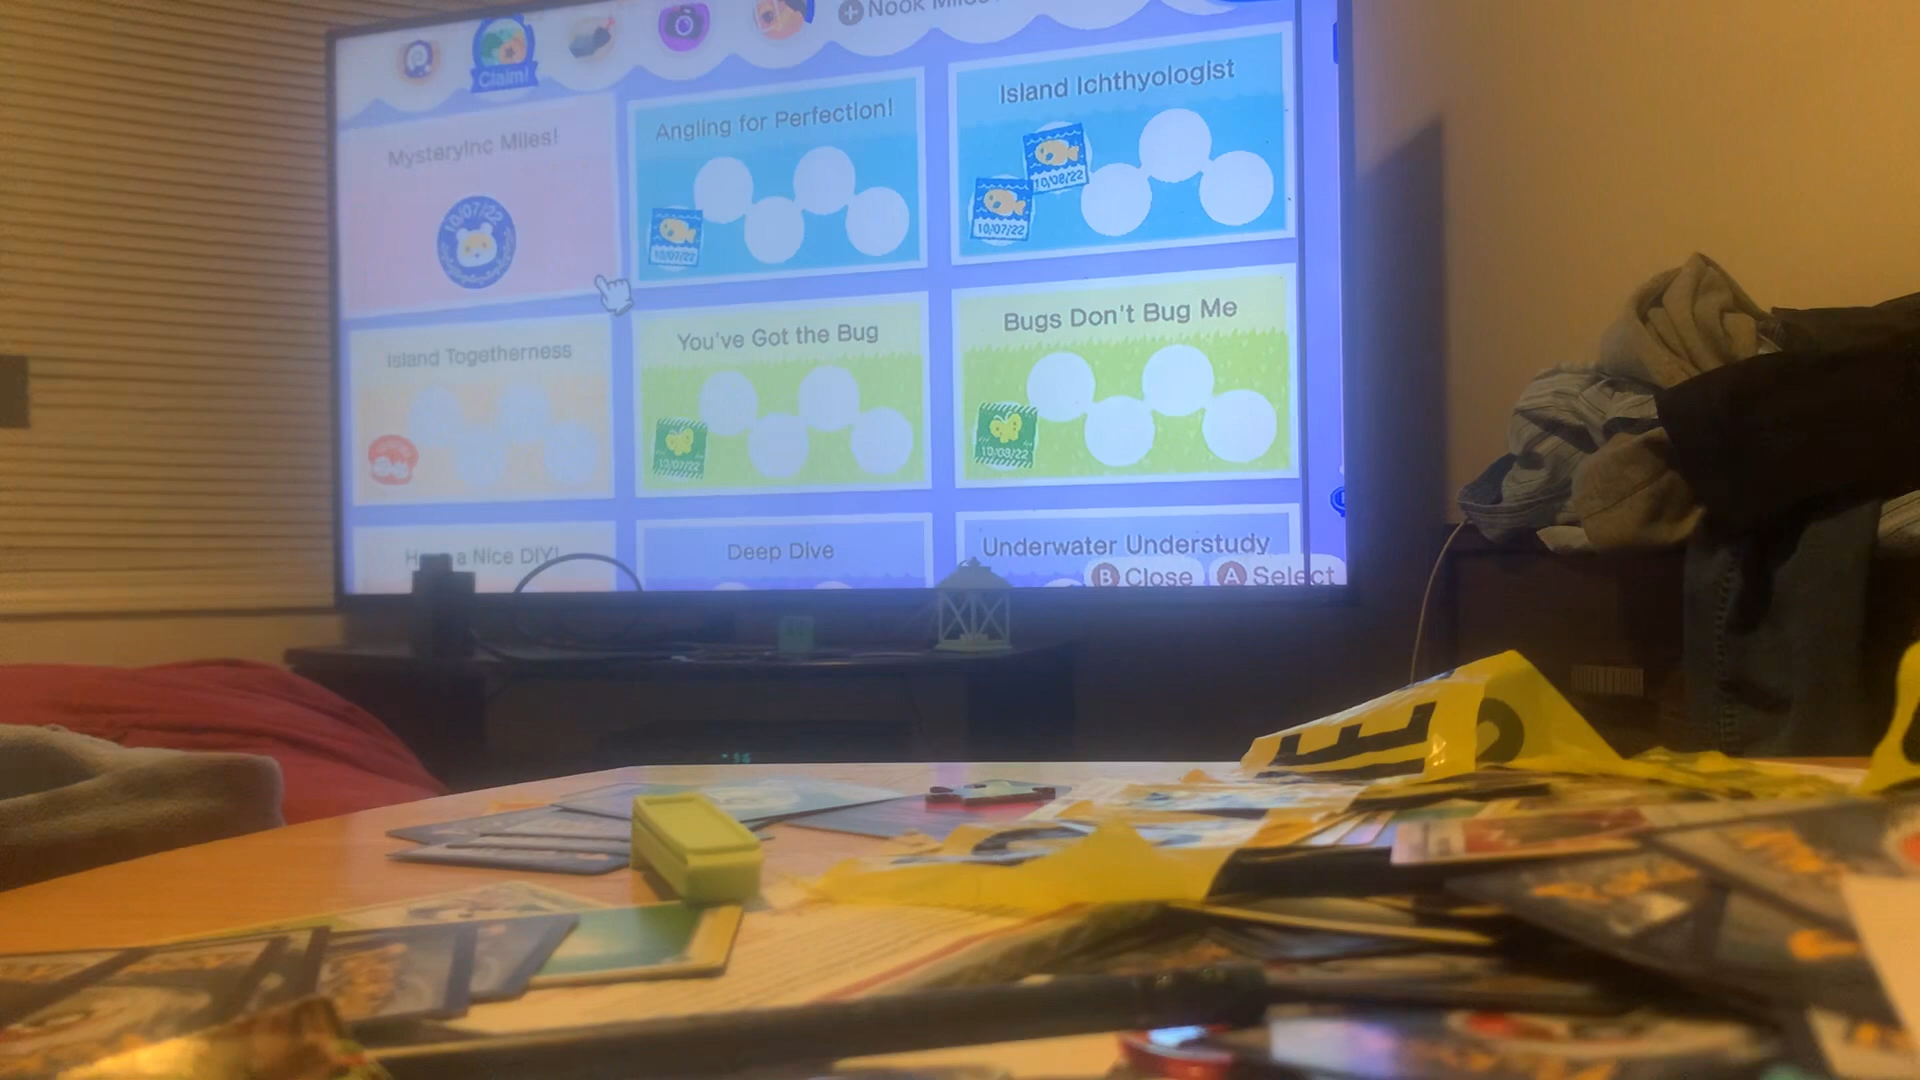 Nook Miles
Claim!
MysteryInc Miles!
10/07/22
Angling for Perfection!
10/07/22
Island Ichthyologist
10/08/22
10/07/22
Island Togetherness
You've Got the Bug
10/07/22
Bugs Don't Bug Me
10/08/22
a Nice DIY!
Deep Dive
Underwater Understudy
B Close
A Select